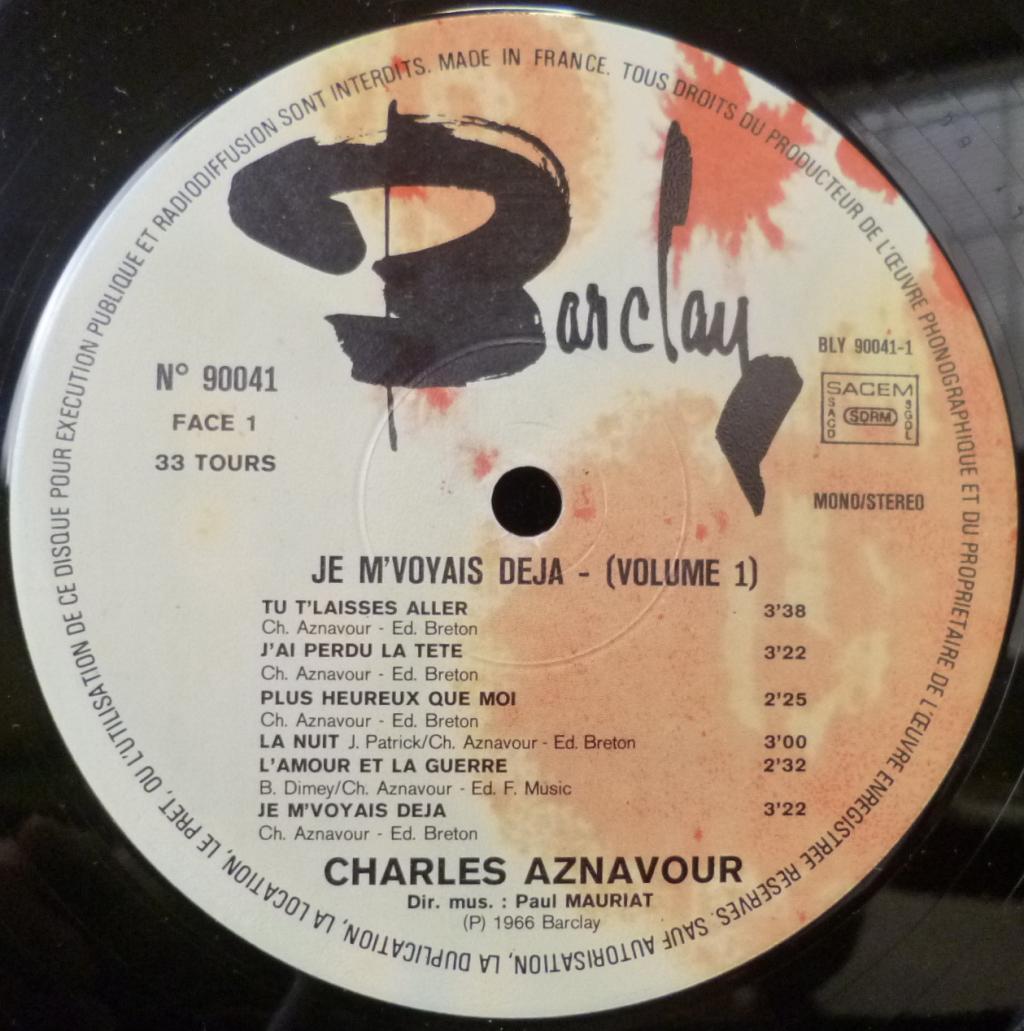 TOUS DROITS DU PRODUCTEUR DE L'ŒUVRE PHONOGRAPHIQUE ET DU PROPRIETAIRE DE L'ŒUVRE ENREGISTREE RESERVES. SAUF AUTORISATION, LA DUPLICATION, LA LOCATION, LE PRET, OU L'UTILISATION DE CE DISQUE POUR EXECUTION PUBLIQUE ET RADIODIFFUSION SONT INTERDITS. MADE IN FRANCE.
Barclay
N° 90041
FACE 1
33 TOURS
BLY 90041-1
SACEM
SACD
SDRM
SGDL
MONO/STEREO
JE M'VOYAIS DEJA - (VOLUME 1)
TU T'LAISSES ALLER 3'38
Ch. Aznavour - Ed. Breton
J'AI PERDU LA TETE 3'22
Ch. Aznavour - Ed. Breton
PLUS HEUREUX QUE MOI 2'25
Ch. Aznavour - Ed. Breton
LA NUIT J. Patrick/Ch. Aznavour - Ed. Breton 3'00
L'AMOUR ET LA GUERRE 2'32
B. Dimey/Ch. Aznavour - Ed. F. Music
JE M'VOYAIS DEJA 3'22
Ch. Aznavour - Ed. Breton
CHARLES AZNAVOUR
Dir. mus. : Paul MAURIAT
(P) 1966 Barclay